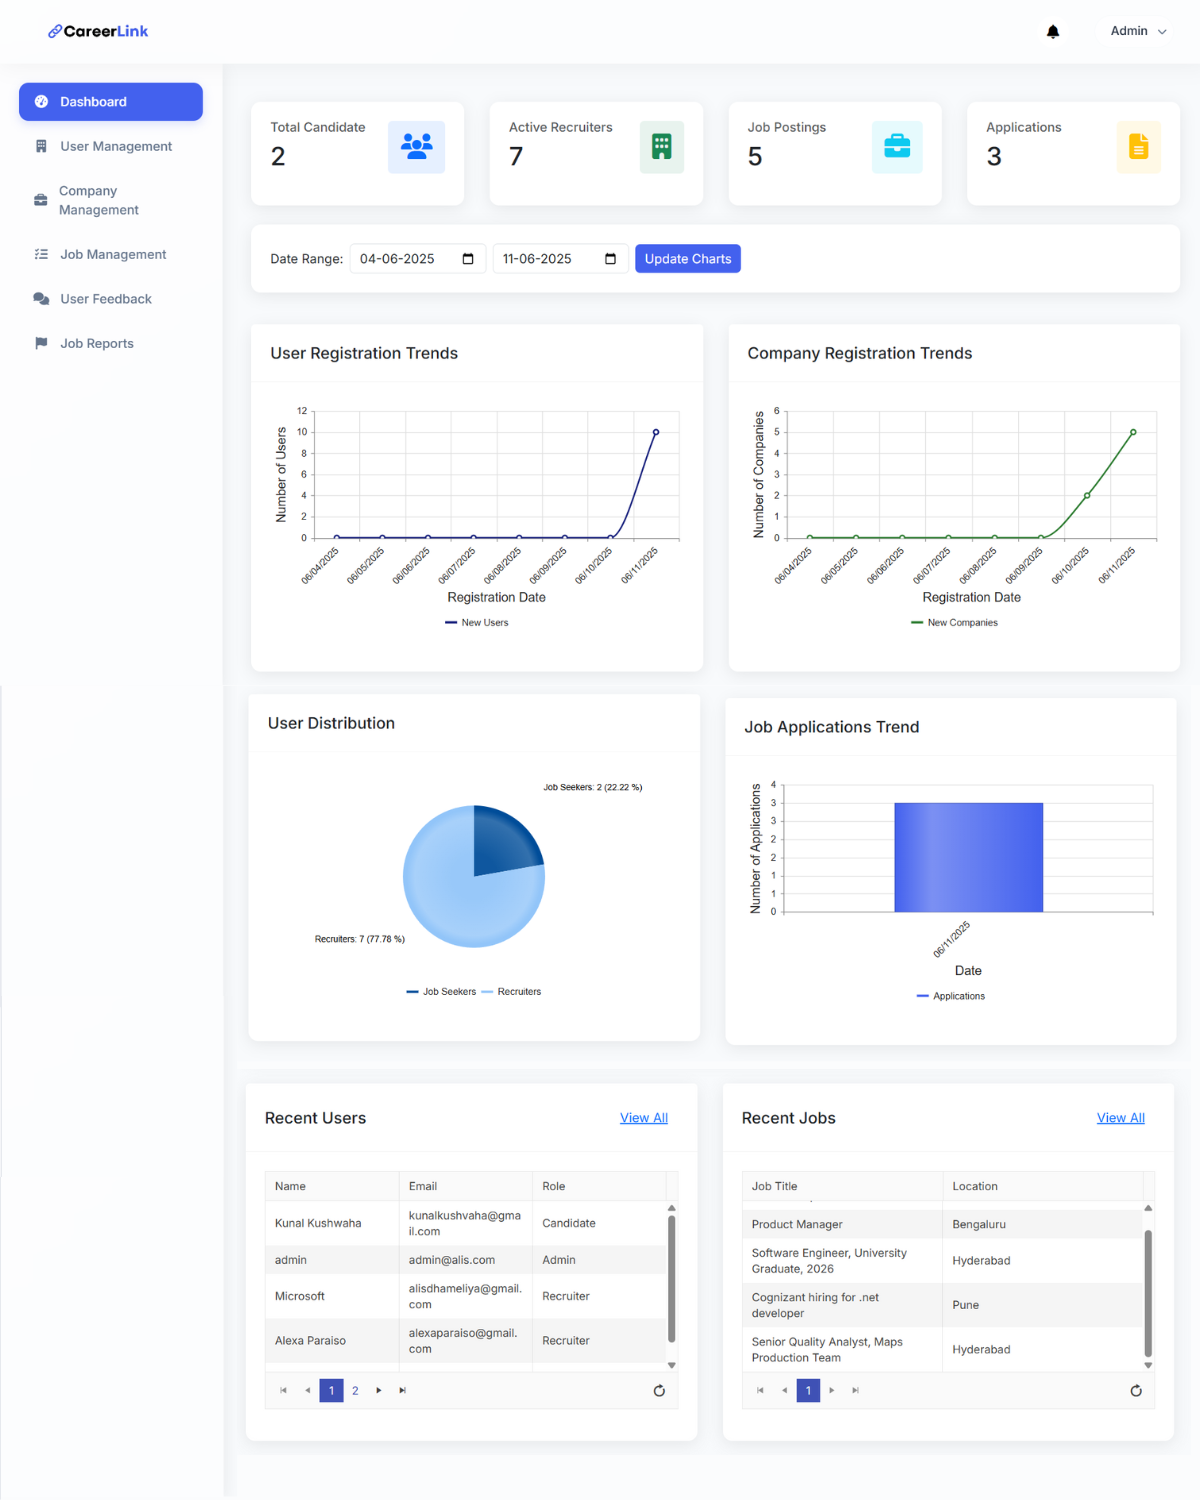 CareerLink
Admin
Dashboard
User Management
Company
Management
Job Management
User Feedback
Job Reports
Total Candidate
2
Active Recruiters
7
Job Postings
5
Applications
3
Date Range:
04-06-2025
11-06-2025
Update Charts
User Registration Trends
12
10
8
6
4
2
0
Number of Users
06/04/2025
06/05/2025
06/06/2025
06/07/2025
06/08/2025
06/09/2025
06/10/2025
06/11/2025
Registration Date
New Users
Company Registration Trends
6
5
4
3
2
1
0
Number of Companies
06/04/2025
06/05/2025
06/06/2025
06/07/2025
06/08/2025
06/09/2025
06/10/2025
06/11/2025
Registration Date
New Companies
User Distribution
Job Seekers: 2 (22.22 %)
Recruiters: 7 (77.78 %)
Job Seekers
Recruiters
Job Applications Trend
4
3
3
2
2
1
1
0
Number of Applications
06/11/2025
Date
Applications
Recent Users
View All
Name
Email
Role
Kunal Kushwaha
kunalkushvaha@gma
il.com
Candidate
admin
admin@alis.com
Admin
Microsoft
alisdhameliya@gmail.
com
Recruiter
Alexa Paraiso
alexaparaiso@gmail.
com
Recruiter
1
2
Recent Jobs
View All
Job Title
Location
Product Manager
Bengaluru
Software Engineer, University
Graduate, 2026
Hyderabad
Cognizant hiring for .net
developer
Pune
Senior Quality Analyst, Maps
Production Team
Hyderabad
1